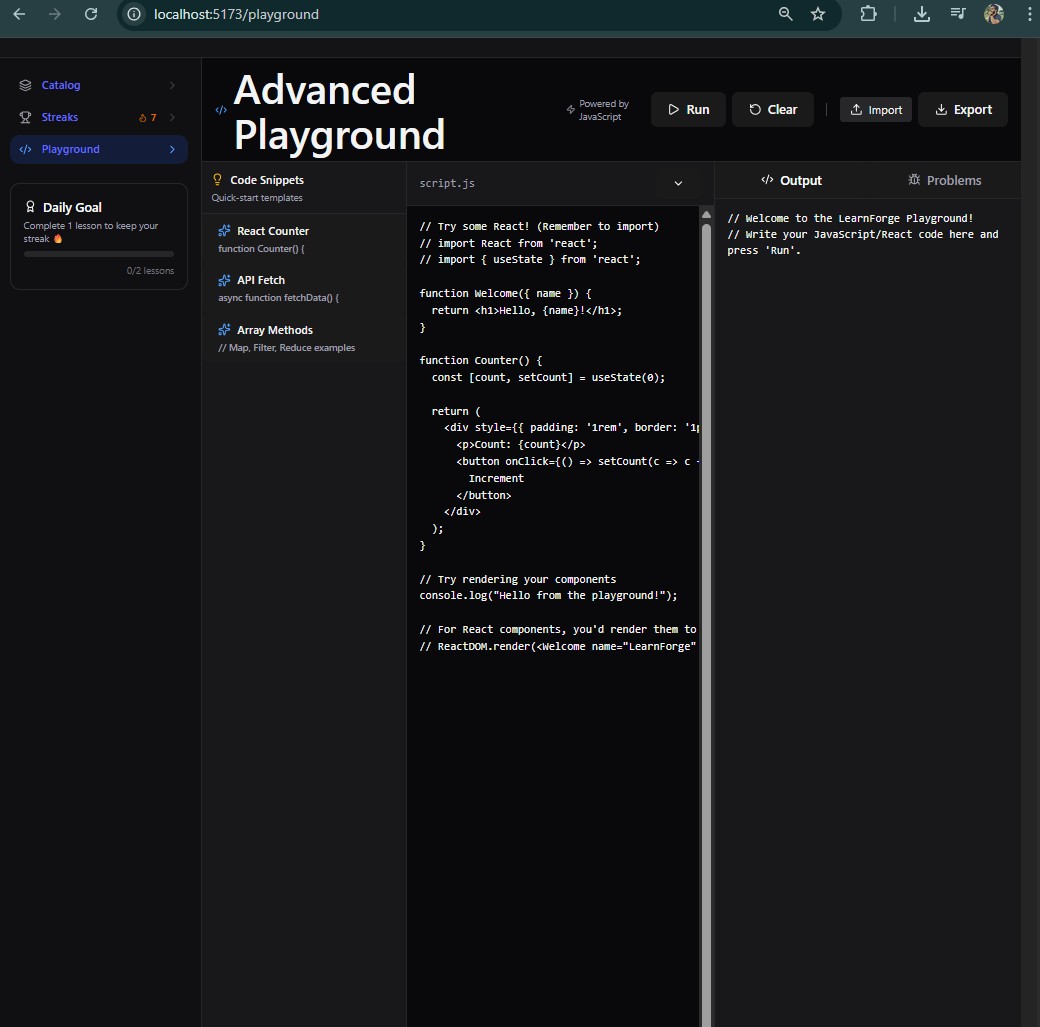 localhost:5173/playground
Catalog
Streaks
7
Playground
Daily Goal
Complete 1 lesson to keep your
streak 🔥
0/2 lessons
</> Advanced
Playground
Powered by
JavaScript
Run
Clear
Import
Export
Code Snippets
Quick-start templates
React Counter
function Counter() {
API Fetch
async function fetchData() {
Array Methods
// Map, Filter, Reduce examples
script.js
// Try some React! (Remember to import)
// import React from 'react';
// import { useState } from 'react';
function Welcome({ name }) {
  return <h1>Hello, {name}!</h1>;
}
function Counter() {
  const [count, setCount] = useState(0);
  return (
    <div style={{ padding: '1rem', border: '1p
      <p>Count: {count}</p>
      <button onClick={() => setCount(c => c
        Increment
      </button>
    </div>
  );
}
// Try rendering your components
console.log("Hello from the playground!");
// For React components, you'd render them to
// ReactDOM.render(<Welcome name="LearnForge"
Output
Problems
// Welcome to the LearnForge Playground!
// Write your JavaScript/React code here and
press 'Run'.